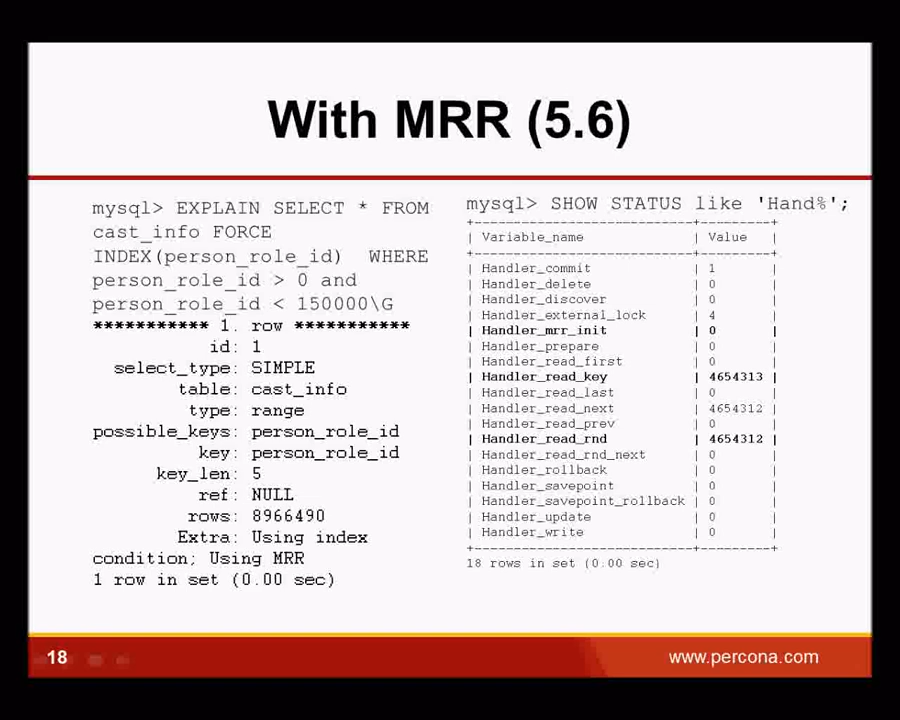 With MRR (5.6)
mysql> EXPLAIN SELECT * FROM
cast_info FORCE
INDEX(person_role_id)  WHERE
person_role_id > 0 and
person_role_id < 150000\G
*********** 1. row ***********
id: 1
select_type: SIMPLE
table: cast_info
type: range
possible_keys: person_role_id
key: person_role_id
key_len: 5
ref: NULL
rows: 8966490
Extra: Using index
condition; Using MRR
1 row in set (0.00 sec)
mysql> SHOW STATUS like 'Hand%';
+----------------------------+----------+
| Variable_name | Value |
+----------------------------+----------+
| Handler_commit | 1 |
| Handler_delete | 0 |
| Handler_discover | 0 |
| Handler_external_lock | 4 |
| Handler_mrr_init | 0 |
| Handler_prepare | 0 |
| Handler_read_first | 0 |
| Handler_read_key | 4654313 |
| Handler_read_last | 0 |
| Handler_read_next | 4654312 |
| Handler_read_prev | 0 |
| Handler_read_rnd | 4654312 |
| Handler_read_rnd_next | 0 |
| Handler_rollback | 0 |
| Handler_savepoint | 0 |
| Handler_savepoint_rollback | 0 |
| Handler_update | 0 |
| Handler_write | 0 |
+----------------------------+----------+
18 rows in set (0.00 sec)
18
www.percona.com